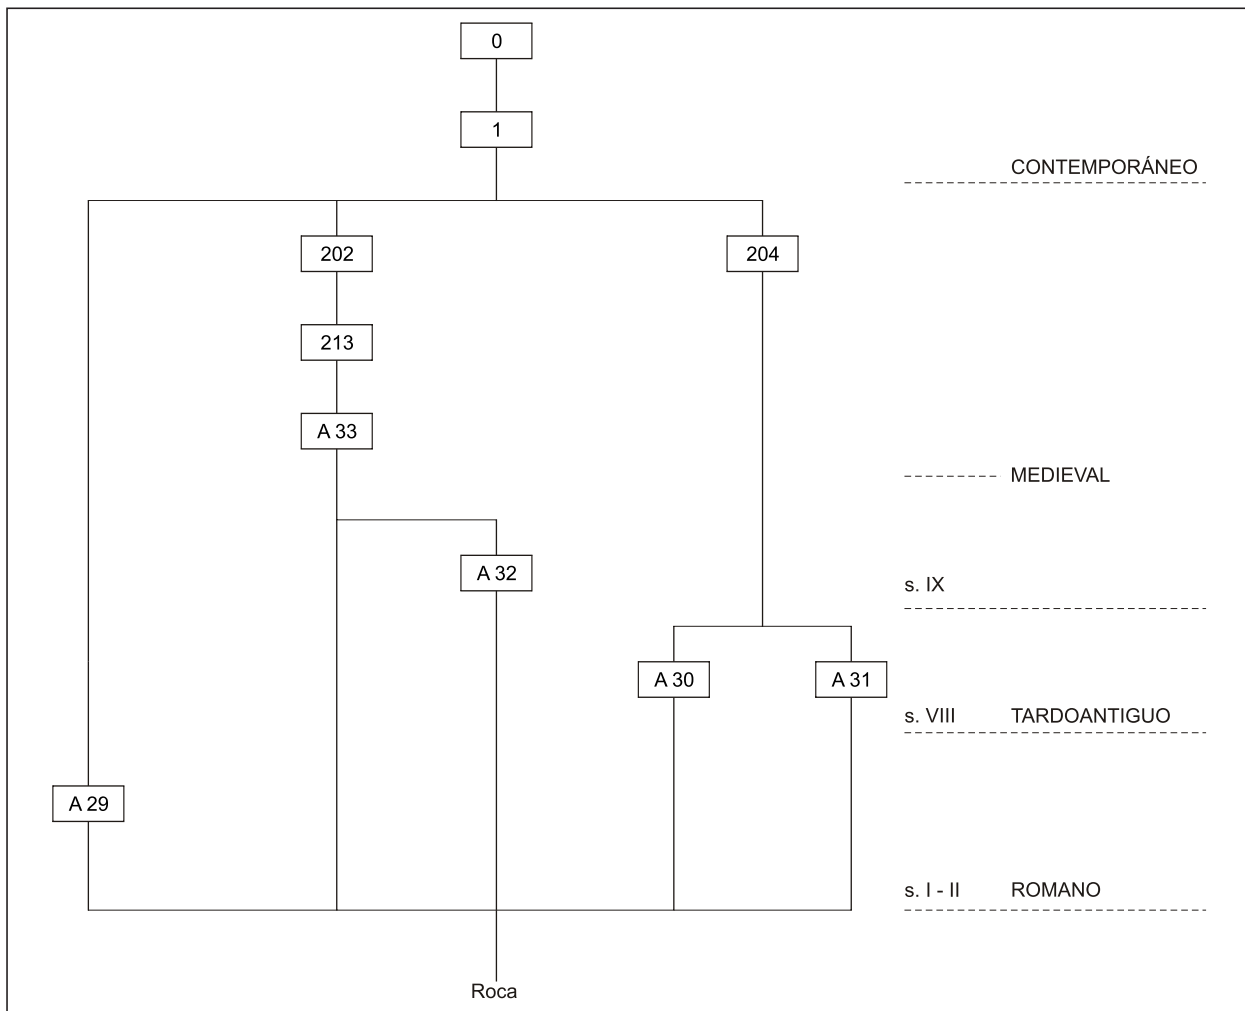 0
1
CONTEMPORÁNEO
202
204
213
A 33
MEDIEVAL
A 32
s. IX
A 30
A 31
s. VIII TARDOANTIGUO
A 29
s. I - II ROMANO
Roca